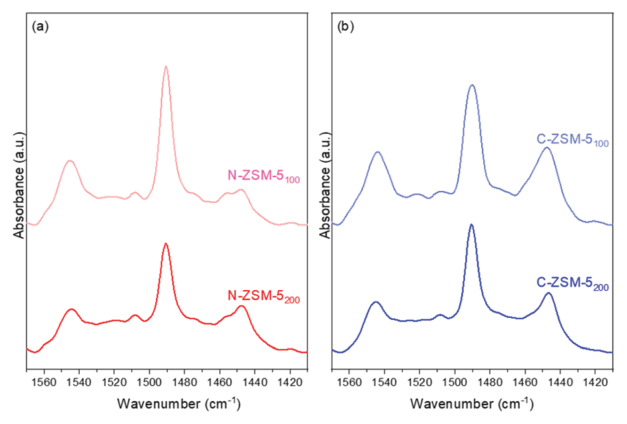 (a)
Absorbance (a.u.)
N-ZSM-5₁₀₀
N-ZSM-5₂₀₀
1560 1540 1520 1500 1480 1460 1440 1420
Wavenumber (cm⁻¹)
(b)
Absorbance (a.u.)
C-ZSM-5₁₀₀
C-ZSM-5₂₀₀
1560 1540 1520 1500 1480 1460 1440 1420
Wavenumber (cm⁻¹)